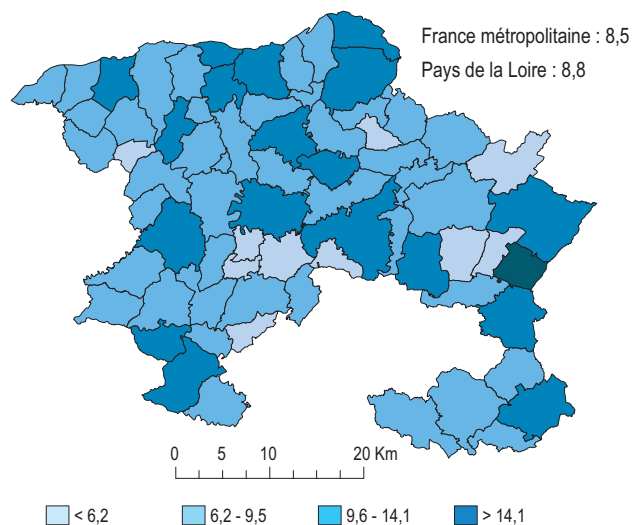 France métropolitaine : 8,5
Pays de la Loire : 8,8
0 5 10 20 Km
< 6,2 6,2 - 9,5 9,6 - 14,1 > 14,1